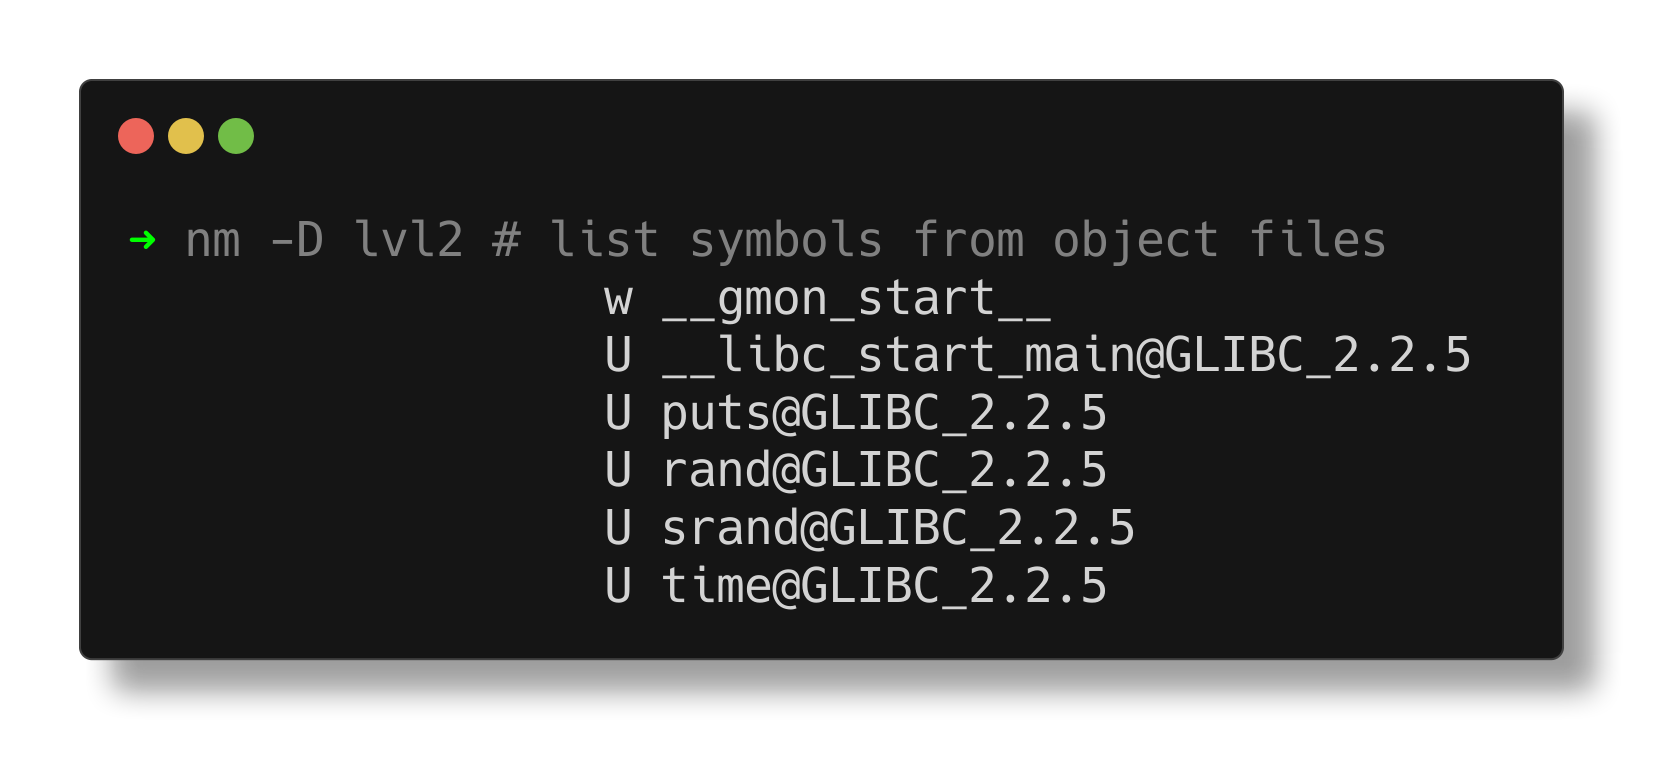 ➜ nm -D lvl2 # list symbols from object files
w __gmon_start__
U __libc_start_main@GLIBC_2.2.5
U puts@GLIBC_2.2.5
U rand@GLIBC_2.2.5
U srand@GLIBC_2.2.5
U time@GLIBC_2.2.5